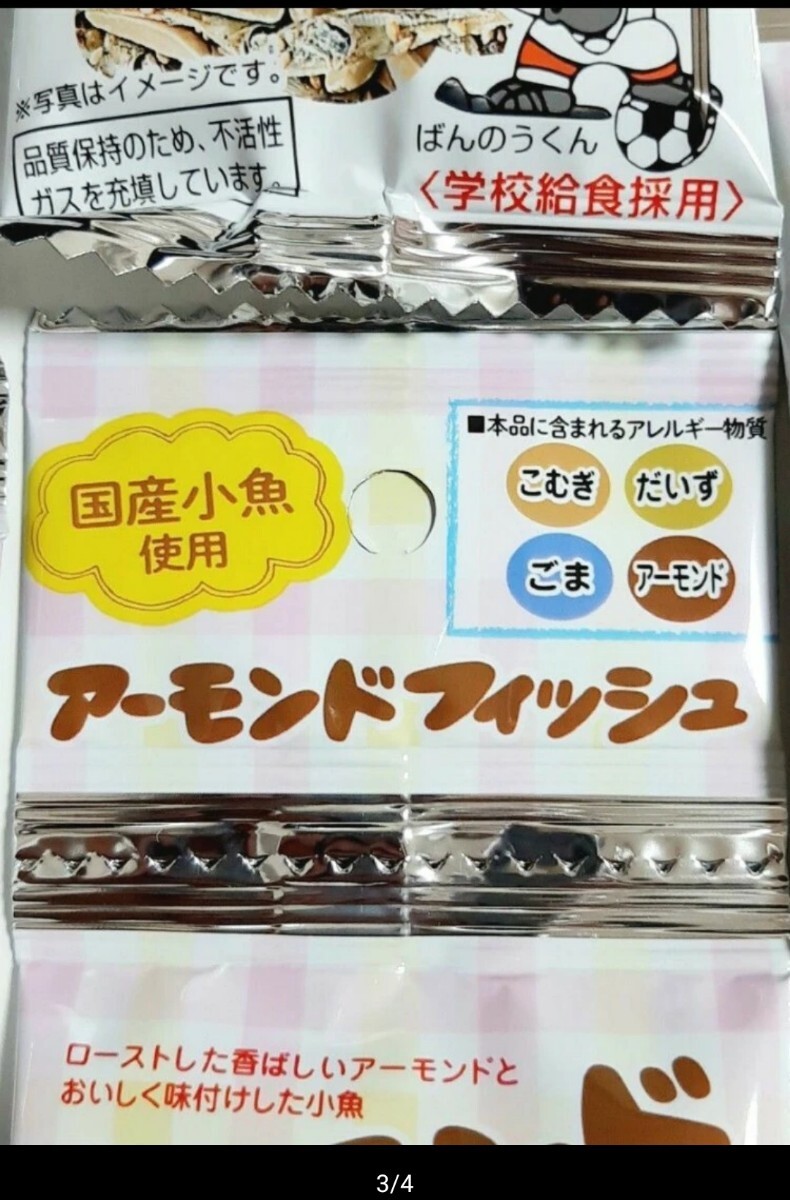 ※写真はイメージです。
品質保持のため、不活性
ガスを充填しています。
ばんのうくん
〈学校給食採用〉
国産小魚
使用
■本品に含まれるアレルギー物質
こむぎ だいず
ごま アーモンド
アーモンドフィッシュ
ローストした香ばしいアーモンドと
おいしく味付けした小魚
3/4